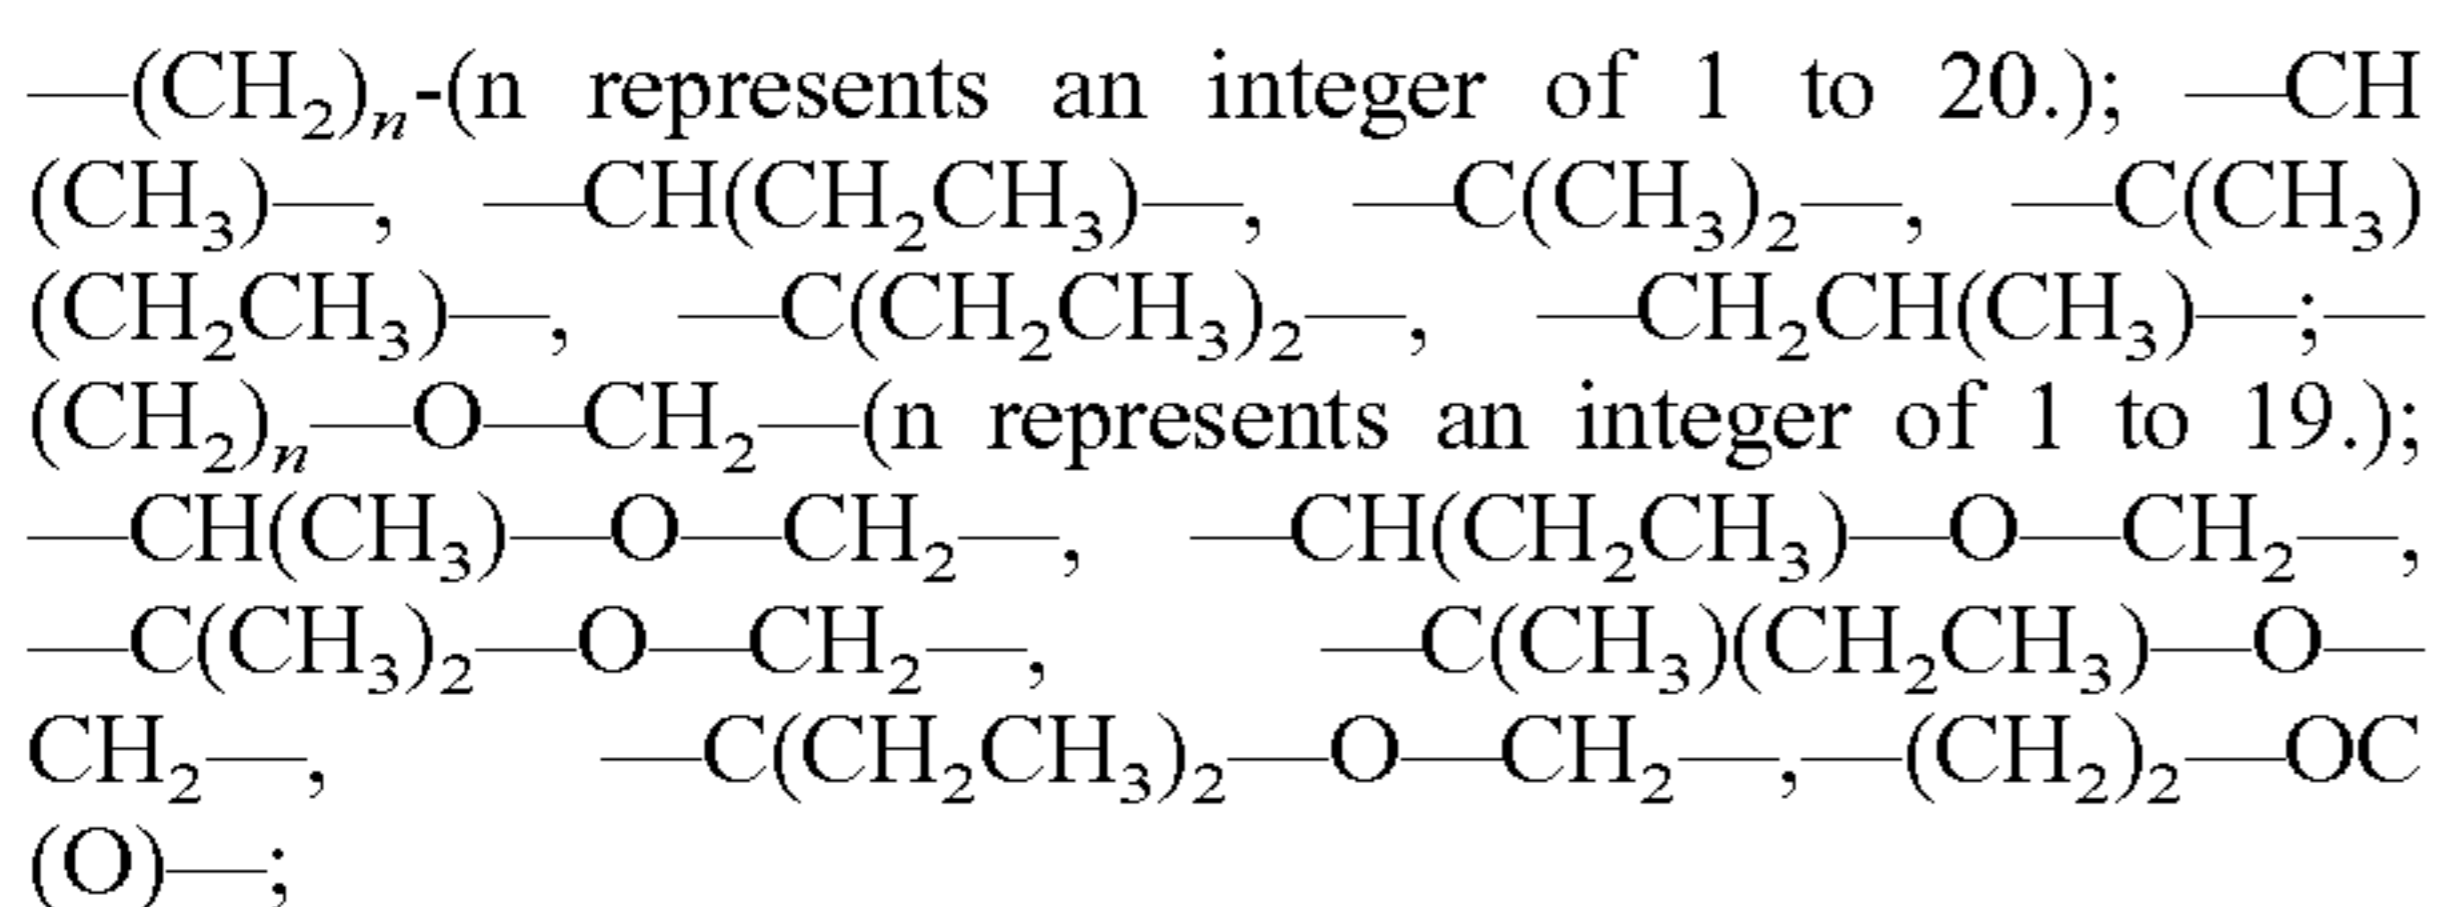 —(CH₂)ₙ-(n represents an integer of 1 to 20.); —CH
(CH₃)—, —CH(CH₂CH₃)—, —C(CH₃)₂—, —C(CH₃)
(CH₂CH₃)—, —C(CH₂CH₃)₂—, —CH₂CH(CH₃)—;—
(CH₂)ₙ—O—CH₂—(n represents an integer of 1 to 19.);
—CH(CH₃)—O—CH₂—, —CH(CH₂CH₃)—O—CH₂—,
—C(CH₃)₂—O—CH₂—, —C(CH₃)(CH₂CH₃)—O—
CH₂—, —C(CH₂CH₃)₂—O—CH₂—,—(CH₂)₂—OC
(O)—;